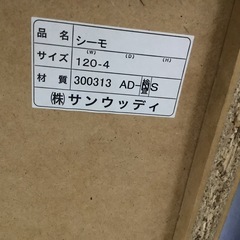 品名 シーモ
(W) (D) (H)
サイズ 120-4
材質 300313 AD-S
(株)サンウッディ